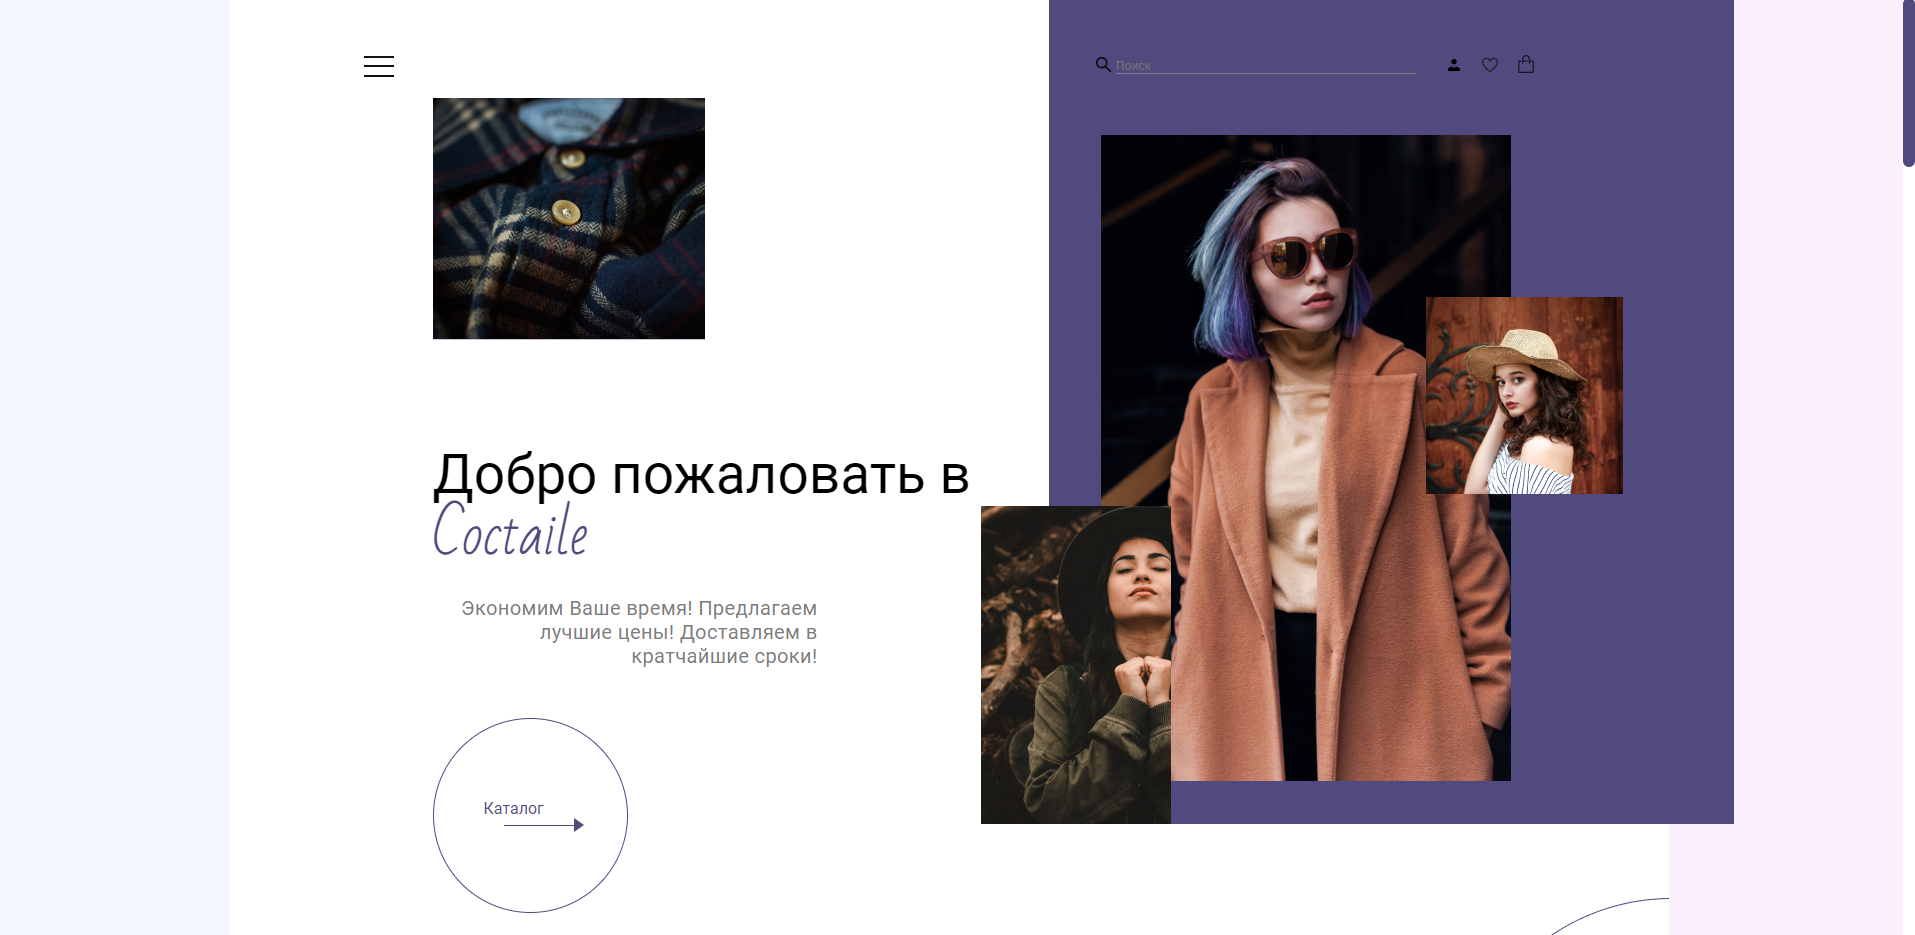 Поиск
Добро пожаловать в
Coctaile
Экономим Ваше время! Предлагаем
лучшие цены! Доставляем в
кратчайшие сроки!
Каталог